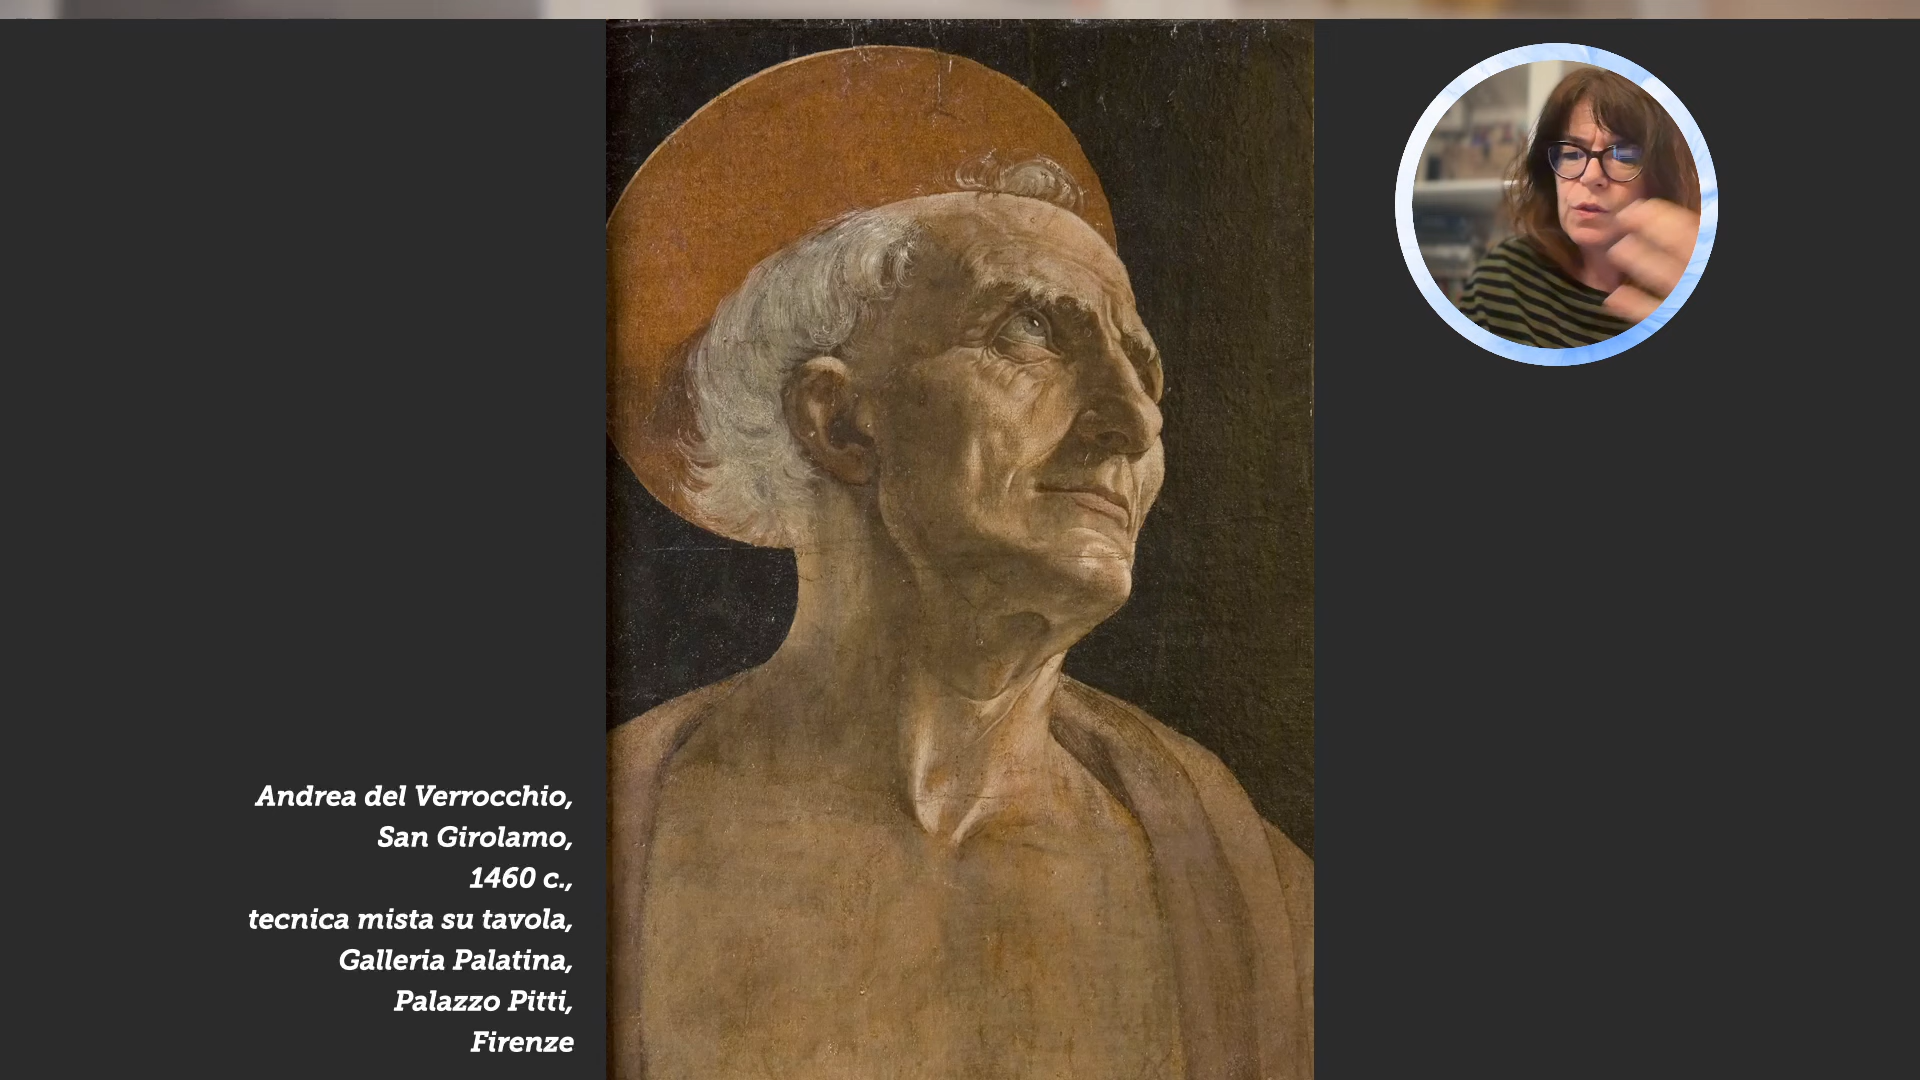 Andrea del Verrocchio,
San Girolamo,
1460 c.,
tecnica mista su tavola,
Galleria Palatina,
Palazzo Pitti,
Firenze